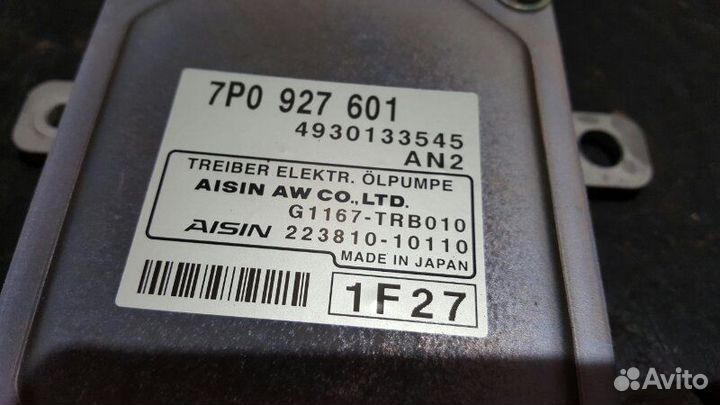 7P0 927 601
4930133545
AN2
TREIBER ELEKTR. ÖLPUMPE
AISIN AW CO.,LTD.
G1167-TRB010
AISIN 223810-10110
MADE IN JAPAN
1F27
Avito